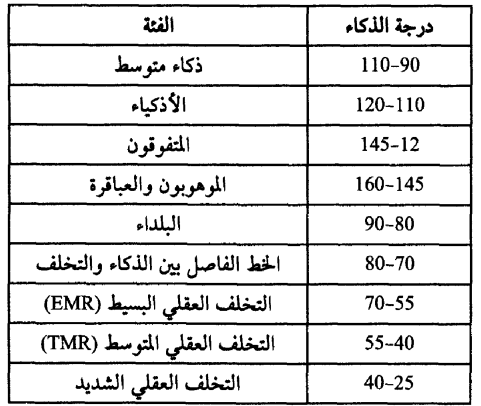 درجة الذكاء الفئة
110-90 ذكاء متوسط
120-110 الأذكياء
145-12 المتفوقون
160-145 الموهوبون والعباقرة
90-80 البلداء
80-70 الخط الفاصل بين الذكاء والتخلف
70-55 التخلف العقلي البسيط (EMR)
55-40 التخلف العقلي المتوسط (TMR)
40-25 التخلف العقلي الشديد